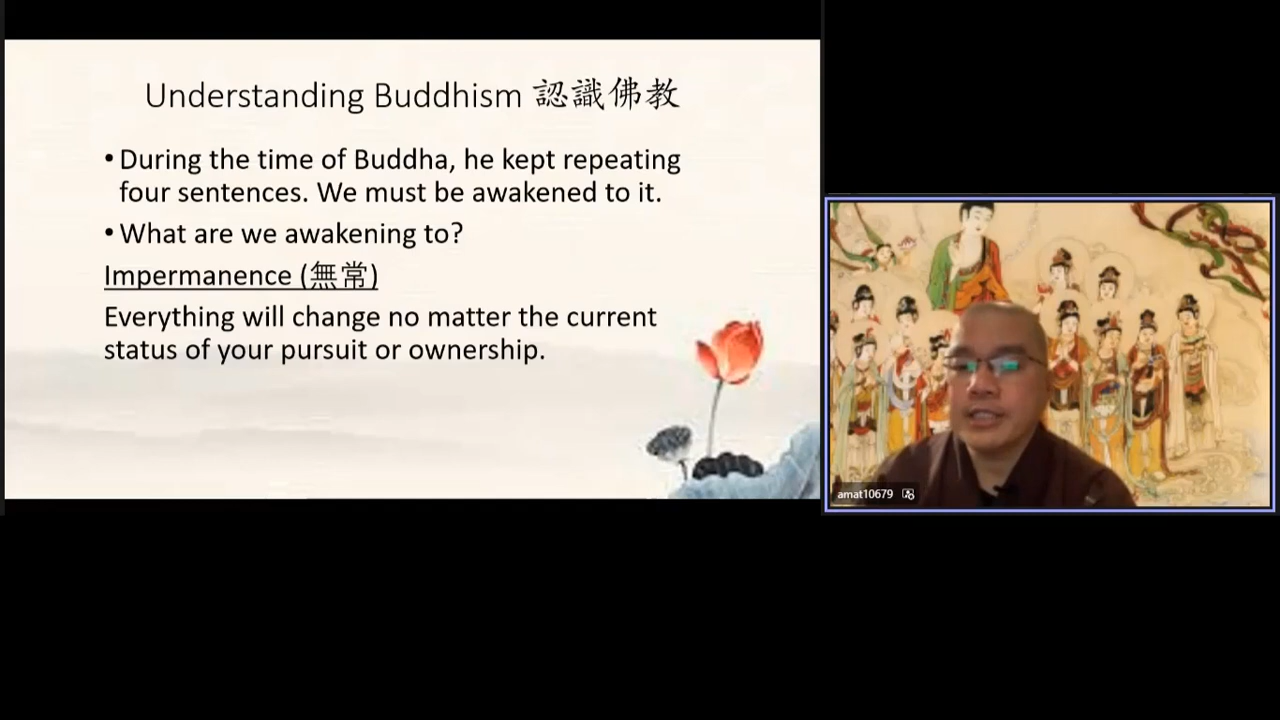 Understanding Buddhism 認識佛教
•During the time of Buddha, he kept repeating
four sentences. We must be awakened to it.
•What are we awakening to?
Impermanence (無常)
Everything will change no matter the current
status of your pursuit or ownership.
amat10679